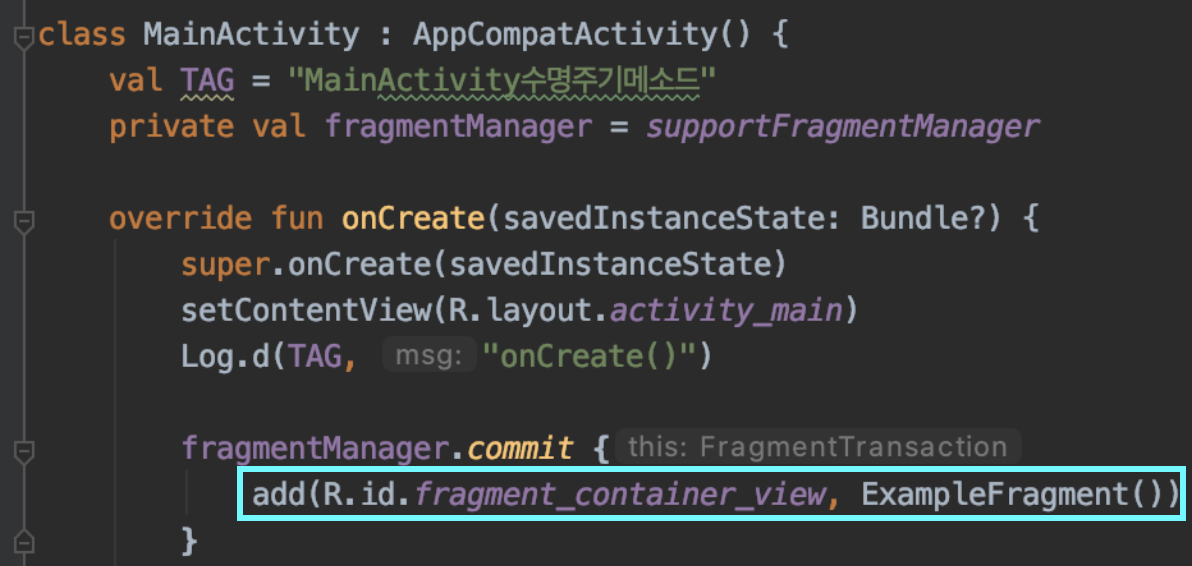 class MainActivity : AppCompatActivity() {
val TAG = "MainActivity수명주기메소드"
private val fragmentManager = supportFragmentManager
override fun onCreate(savedInstanceState: Bundle?) {
super.onCreate(savedInstanceState)
setContentView(R.layout.activity_main)
Log.d(TAG, msg: "onCreate()")
fragmentManager.commit { this: FragmentTransaction
add(R.id.fragment_container_view, ExampleFragment())
}